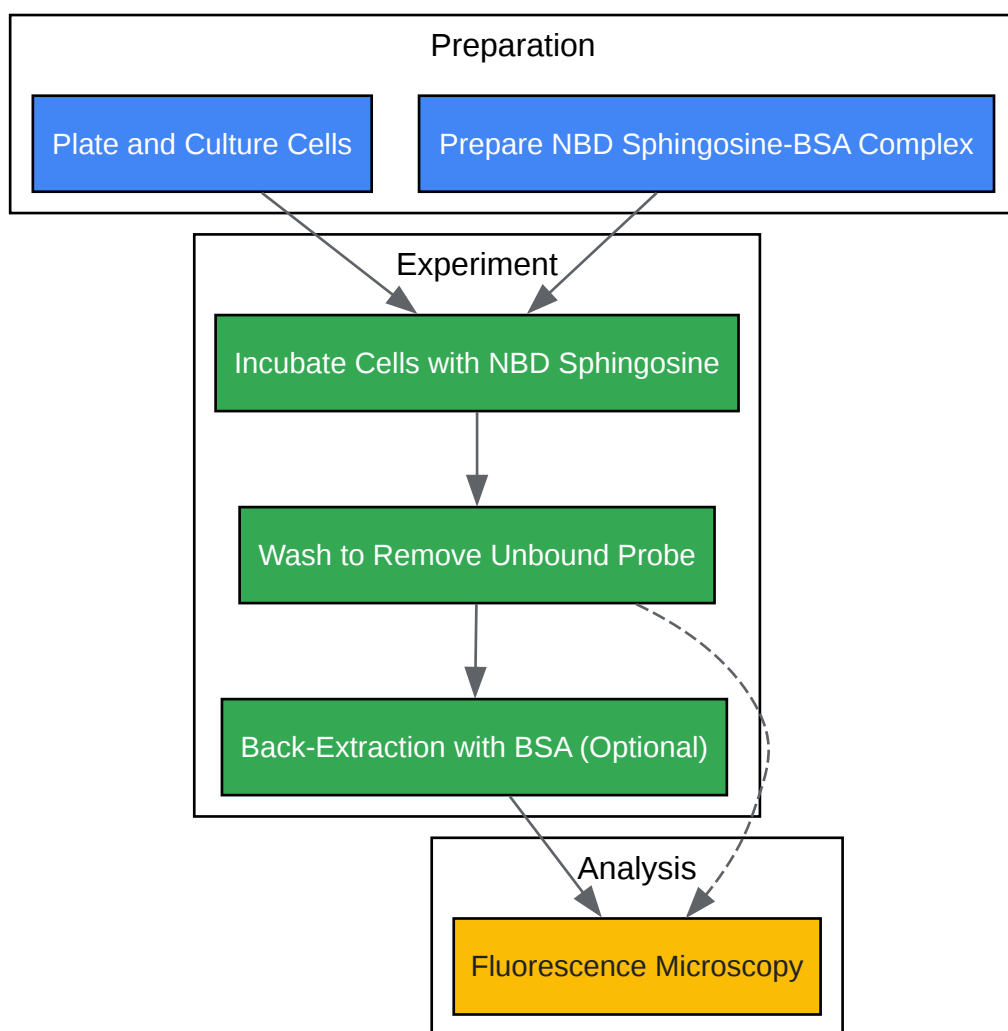 Preparation
Plate and Culture Cells
Prepare NBD Sphingosine-BSA Complex
Experiment
Incubate Cells with NBD Sphingosine
Wash to Remove Unbound Probe
Back-Extraction with BSA (Optional)
Analysis
Fluorescence Microscopy